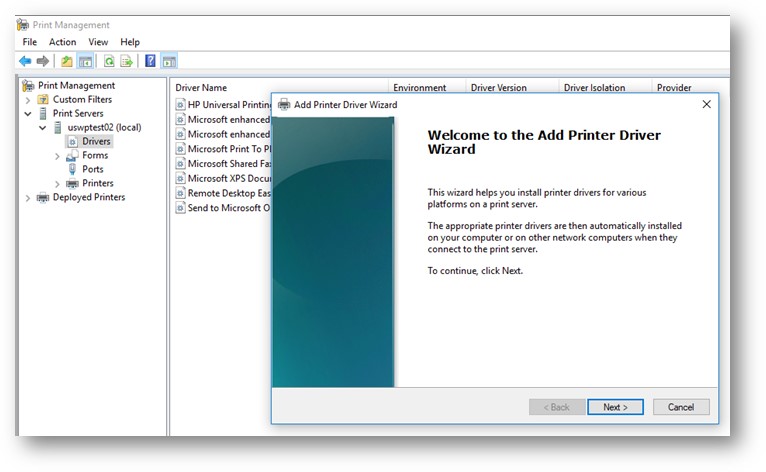 Print Management
File Action View Help
Print Management
Custom Filters
Print Servers
uswptest02 (local)
Drivers
Forms
Ports
Printers
Deployed Printers
Driver Name Environment Driver Version Driver Isolation Provider
HP Universal Printing
Microsoft enhanced
Microsoft enhanced
Microsoft Print To P
Microsoft Shared Fa
Microsoft XPS Docu
Remote Desktop Eas
Send to Microsoft O
Add Printer Driver Wizard
Welcome to the Add Printer Driver
Wizard
This wizard helps you install printer drivers for various
platforms on a print server.
The appropriate printer drivers are then automatically installed
on your computer or on other network computers when they
connect to the print server.
To continue, click Next.
< Back Next > Cancel